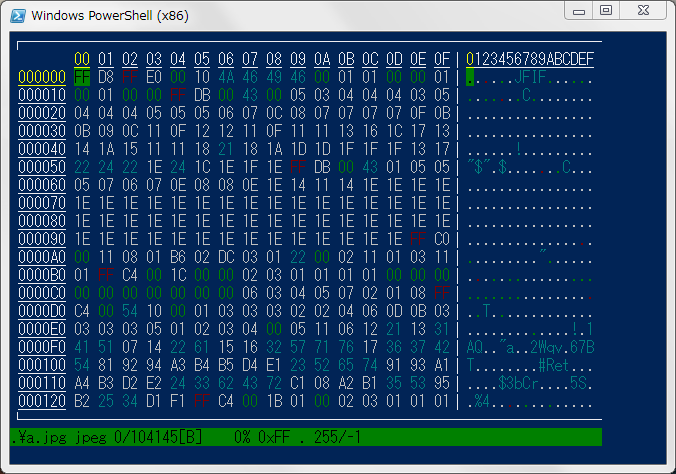 Windows PowerShell (x86)
00 01 02 03 04 05 06 07 08 09 0A 0B 0C 0D 0E 0F | 0123456789ABCDEF
000000 FF D8 FF E0 00 10 4A 46 49 46 00 01 01 00 00 01 | ......JFIF......
000010 00 01 00 00 FF DB 00 43 00 05 03 04 04 04 03 05 | .......C........
000020 04 04 04 05 05 05 06 07 0C 08 07 07 07 07 0F 0B | ................
000030 0B 09 0C 11 0F 12 12 11 0F 11 11 13 16 1C 17 13 | ................
000040 14 1A 15 11 11 18 21 18 1A 1D 1D 1F 1F 1F 13 17 | ......!.........
000050 22 24 22 1E 24 1C 1E 1F 1E FF DB 00 43 01 05 05 | "$".$.......C...
000060 05 07 06 07 0E 08 08 0E 1E 14 11 14 1E 1E 1E 1E | ................
000070 1E 1E 1E 1E 1E 1E 1E 1E 1E 1E 1E 1E 1E 1E 1E 1E | ................
000080 1E 1E 1E 1E 1E 1E 1E 1E 1E 1E 1E 1E 1E 1E 1E 1E | ................
000090 1E 1E 1E 1E 1E 1E 1E 1E 1E 1E 1E 1E 1E 1E FF C0 | ................
0000A0 00 11 08 01 B6 02 DC 03 01 22 00 02 11 01 03 11 | .........".......
0000B0 01 FF C4 00 1C 00 00 02 03 01 01 01 01 00 00 00 | ................
0000C0 00 00 00 00 00 00 00 06 03 04 05 07 02 01 08 FF | ................
0000D0 C4 00 54 10 00 01 03 03 03 02 02 04 06 0D 0B 03 | ..T.............
0000E0 03 03 03 05 01 02 03 04 00 05 11 06 12 21 13 31 | .............!.1
0000F0 41 51 07 14 22 61 15 16 32 57 71 76 17 36 37 42 | AQ.."a..2Wqv.67B
000100 54 81 92 94 A3 B4 B5 D4 E1 23 52 65 74 91 93 A1 | T........#Ret...
000110 A4 B3 D2 E2 24 33 62 43 72 C1 08 A2 B1 35 53 95 | ....$3bCr....5S.
000120 B2 25 34 D1 F1 FF C4 00 1B 01 00 02 03 01 01 01 | .%4.............
.¥a.jpg jpeg 0/104145[B] 0% 0xFF . 255/-1